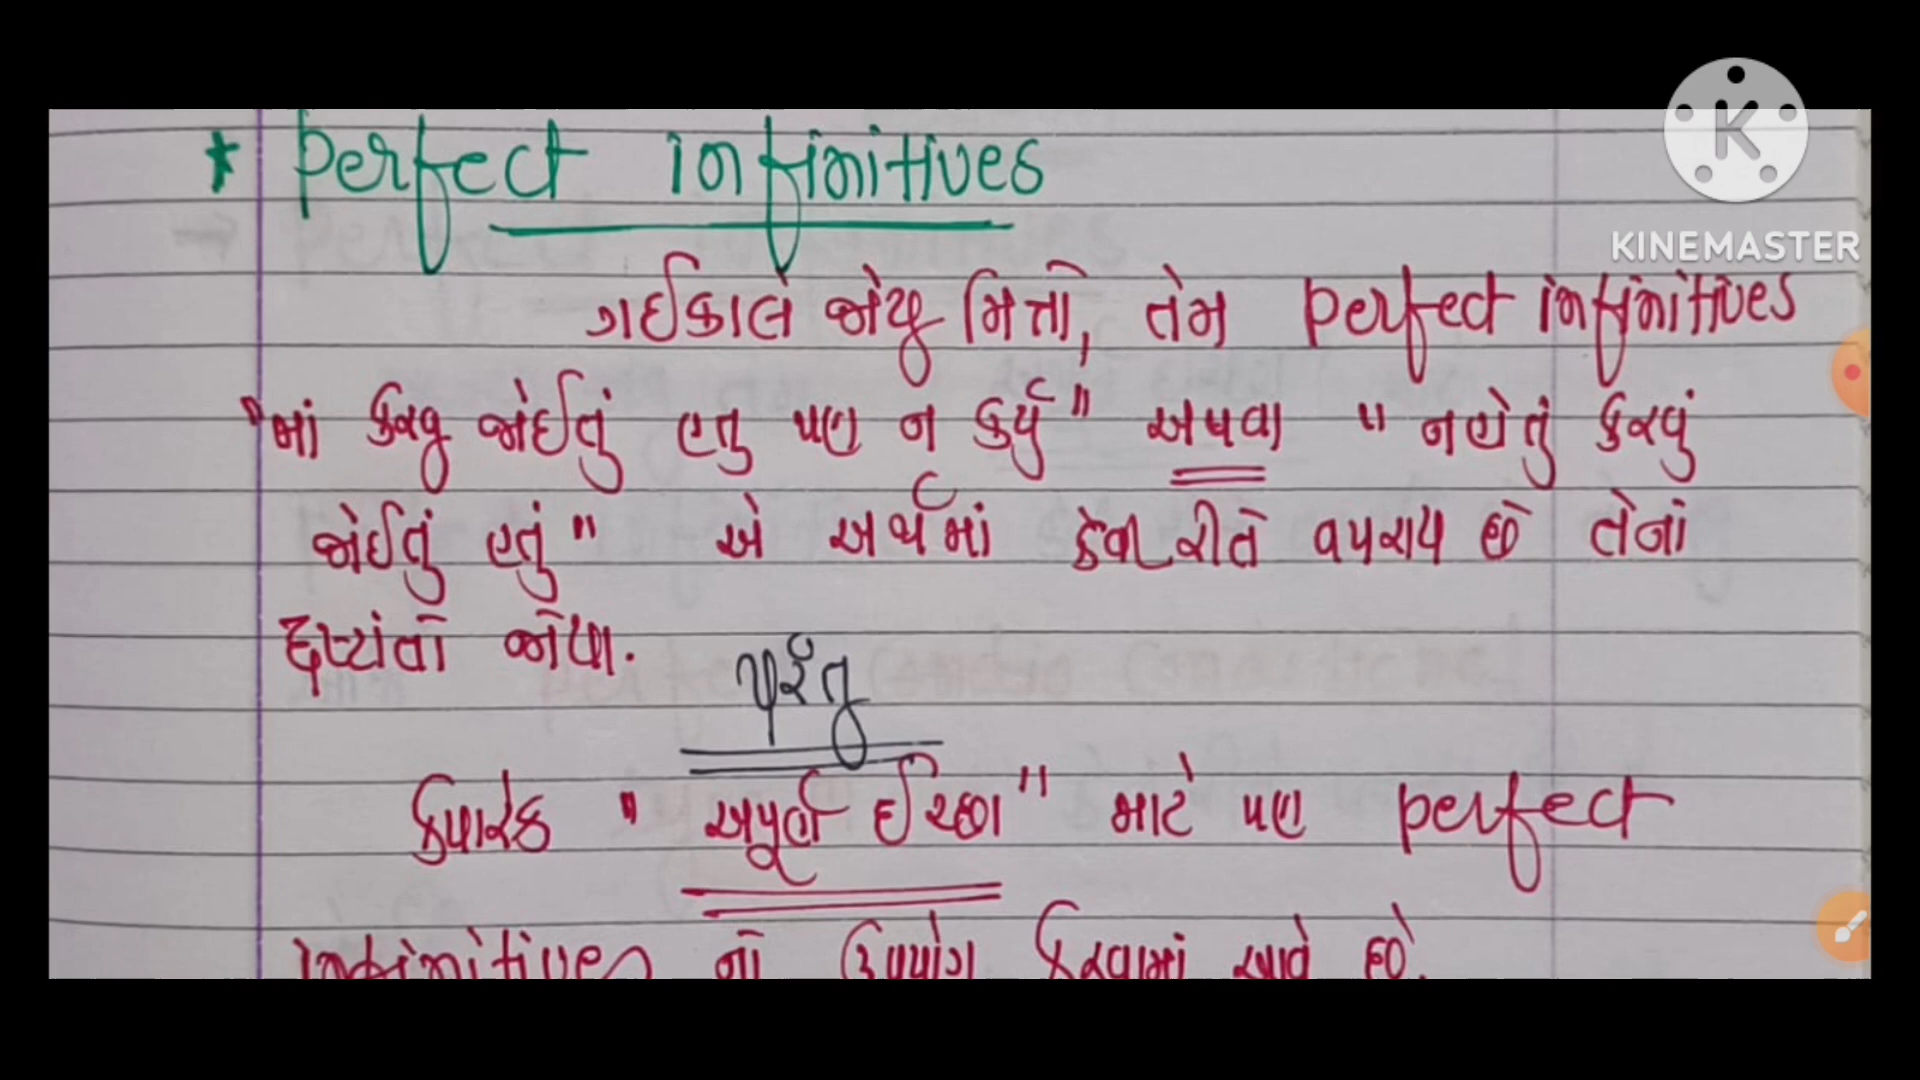 * Perfect infinitives
K
KINEMASTER
ગઈકાલે જોયુ મિત્રો, તેમ perfect infinitives
"માં કરવુ જોઈતું હતુ પણ ન કર્યું" અથવા "નહોતું કરવું
જોઈતું હતું" એ અર્થમાં કેવી રીતે વપરાય છે તેનાં
દ્રષ્ટાંતો જોયા.
પરંતુ
ક્યારેક "અપૂર્ણ ઈચ્છા" માટે પણ perfect
infinitives નો ઉપયોગ કરવામાં આવે છે.